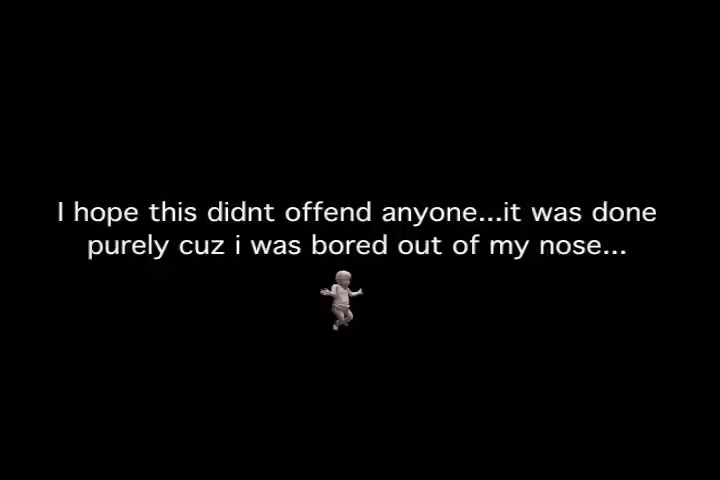 I hope this didnt offend anyone...it was done
purely cuz i was bored out of my nose...